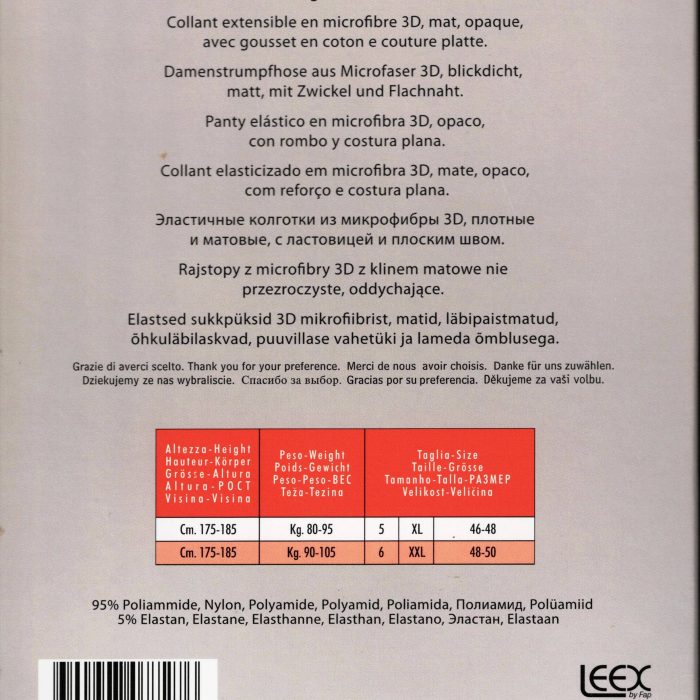 Collant extensible en microfibre 3D, mat, opaque,
avec gousset en coton e couture platte.
Damenstrumpfhose aus Microfaser 3D, blickdicht,
matt, mit Zwickel und Flachnaht.
Panty elástico en microfibra 3D, opaco,
con rombo y costura plana.
Collant elasticizado em microfibra 3D, mate, opaco,
com reforço e costura plana.
Эластичные колготки из микрофибры 3D, плотные
и матовые, с ластовицей и плоским швом.
Rajstopy z microfibry 3D z klinem matowe nie
przezroczyste, oddychające.
Elastsed sukkpüksid 3D mikrofiibrist, matid, läbipaistmatud,
õhkuläbilaskvad, puuvillase vahetüki ja lameda õmblusega.
Grazie di averci scelto. Thank you for your preference. Merci de nous avoir choisis. Danke für uns zuwählen.
Dziekujemy ze nas wybraliscie. Спасибо за выбор. Gracias por su preferencia. Děkujeme za vaší volbu.
Altezza-Height
Hauteur-Körper
Grösse-Altura
Altura-РОСТ
Visina-Visina
Peso-Weight
Poids-Gewicht
Peso-Peso-ВЕС
Teža-Tezina
Taglia-Size
Taille-Grösse
Tamanho-Talla-РАЗМЕР
Velikost-Veličina
Cm. 175-185 Kg. 80-95 5 XL 46-48
Cm. 175-185 Kg. 90-105 6 XXL 48-50
95% Poliammide, Nylon, Polyamide, Polyamid, Poliamida, Полиамид, Polüamiid
5% Elastan, Elastane, Elasthanne, Elasthan, Elastano, Эластан, Elastaan
LEEX
by Fap